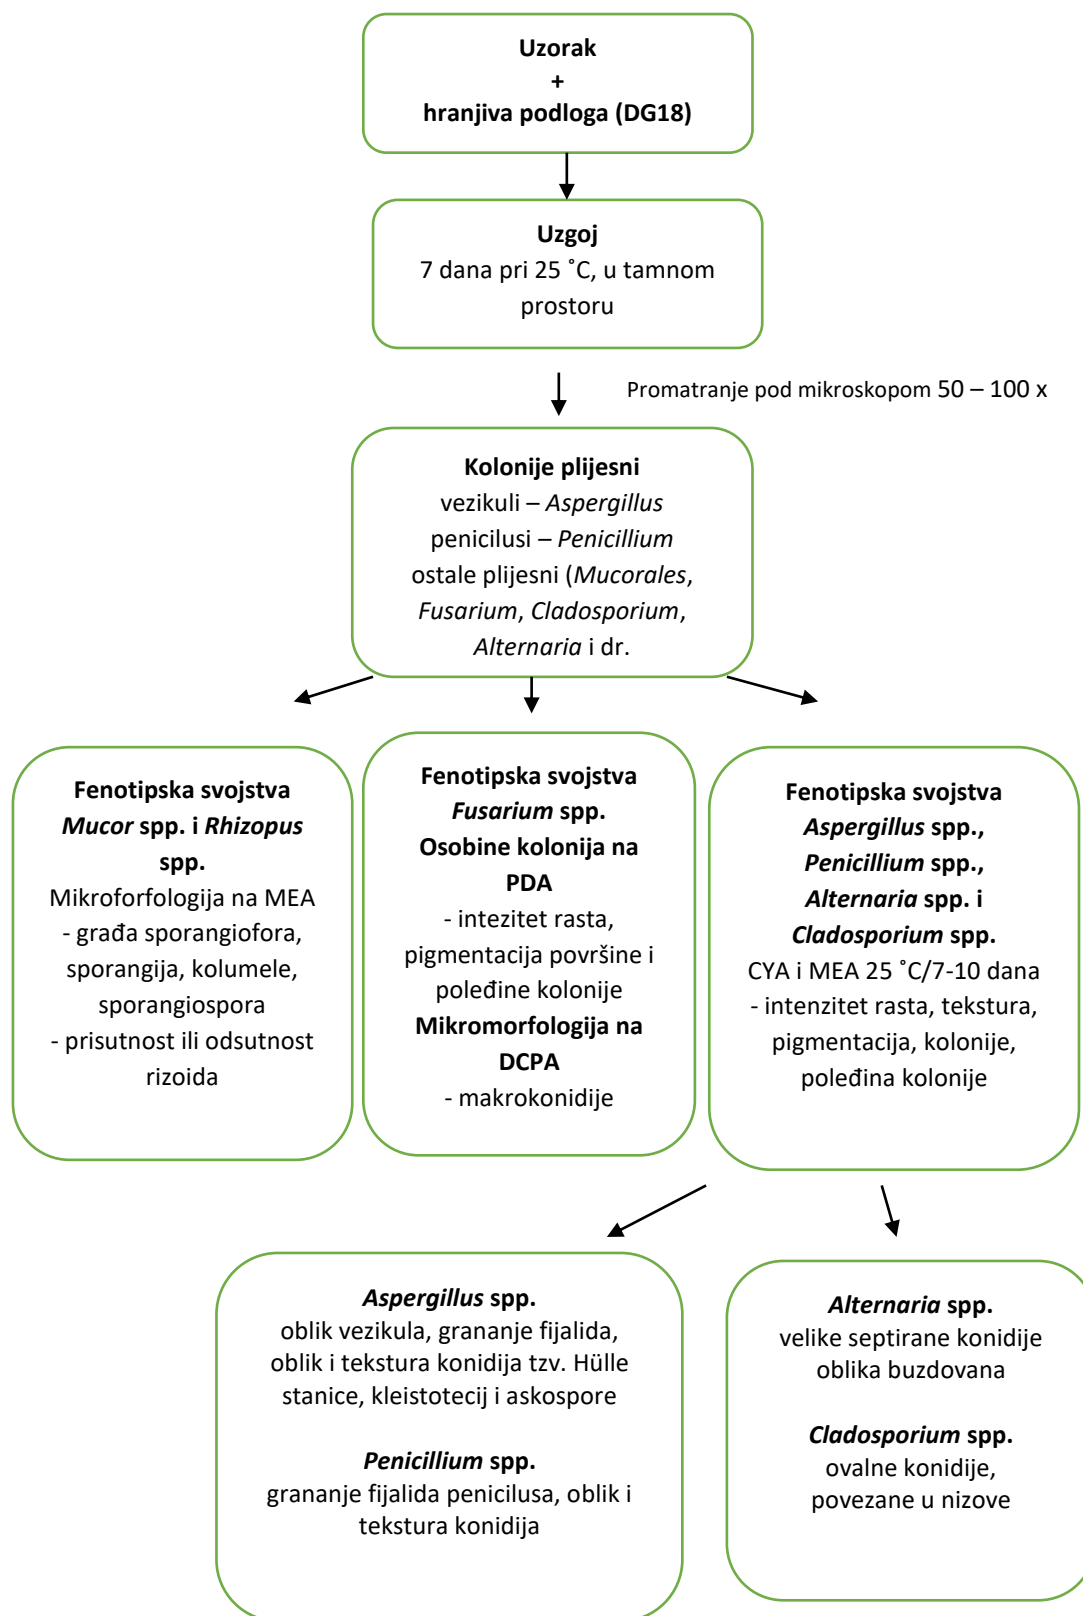 Uzorak
+
hranjiva podloga (DG18)
Uzgoj
7 dana pri 25 ˚C, u tamnom
prostoru
Promatranje pod mikroskopom 50 – 100 x
Kolonije plijesni
vezikuli – Aspergillus
penicilusi – Penicillium
ostale plijesni (Mucorales,
Fusarium, Cladosporium,
Alternaria i dr.
Fenotipska svojstva
Mucor spp. i Rhizopus
spp.
Mikroforfologija na MEA
- građa sporangiofora,
sporangija, kolumele,
sporangiospora
- prisutnost ili odsutnost
rizoida
Fenotipska svojstva
Fusarium spp.
Osobine kolonija na
PDA
- intezitet rasta,
pigmentacija površine i
poleđine kolonije
Mikromorfologija na
DCPA
- makrokonidije
Fenotipska svojstva
Aspergillus spp.,
Penicillium spp.,
Alternaria spp. i
Cladosporium spp.
CYA i MEA 25 ˚C/7-10 dana
- intenzitet rasta, tekstura,
pigmentacija, kolonije,
poleđina kolonije
Aspergillus spp.
oblik vezikula, grananje fijalida,
oblik i tekstura konidija tzv. Hülle
stanice, kleistotecij i askospore
Penicillium spp.
grananje fijalida penicilusa, oblik i
tekstura konidija
Alternaria spp.
velike septirane konidije
oblika buzdovana
Cladosporium spp.
ovalne konidije,
povezane u nizove